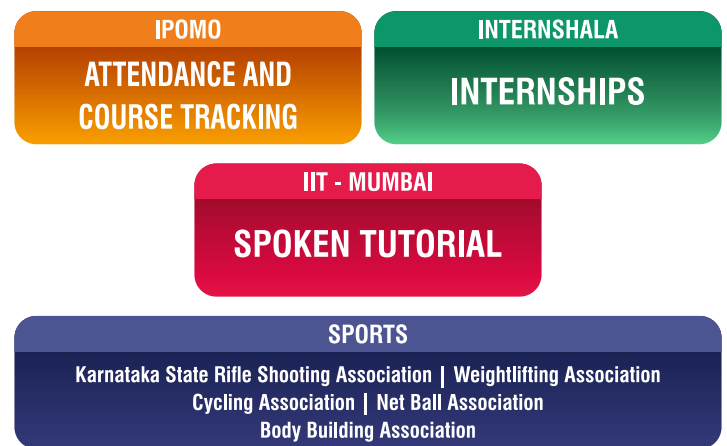 IPOMO
ATTENDANCE AND
COURSE TRACKING
INTERNSHALA
INTERNSHIPS
IIT - MUMBAI
SPOKEN TUTORIAL
SPORTS
Karnataka State Rifle Shooting Association | Weightlifting Association
Cycling Association | Net Ball Association
Body Building Association